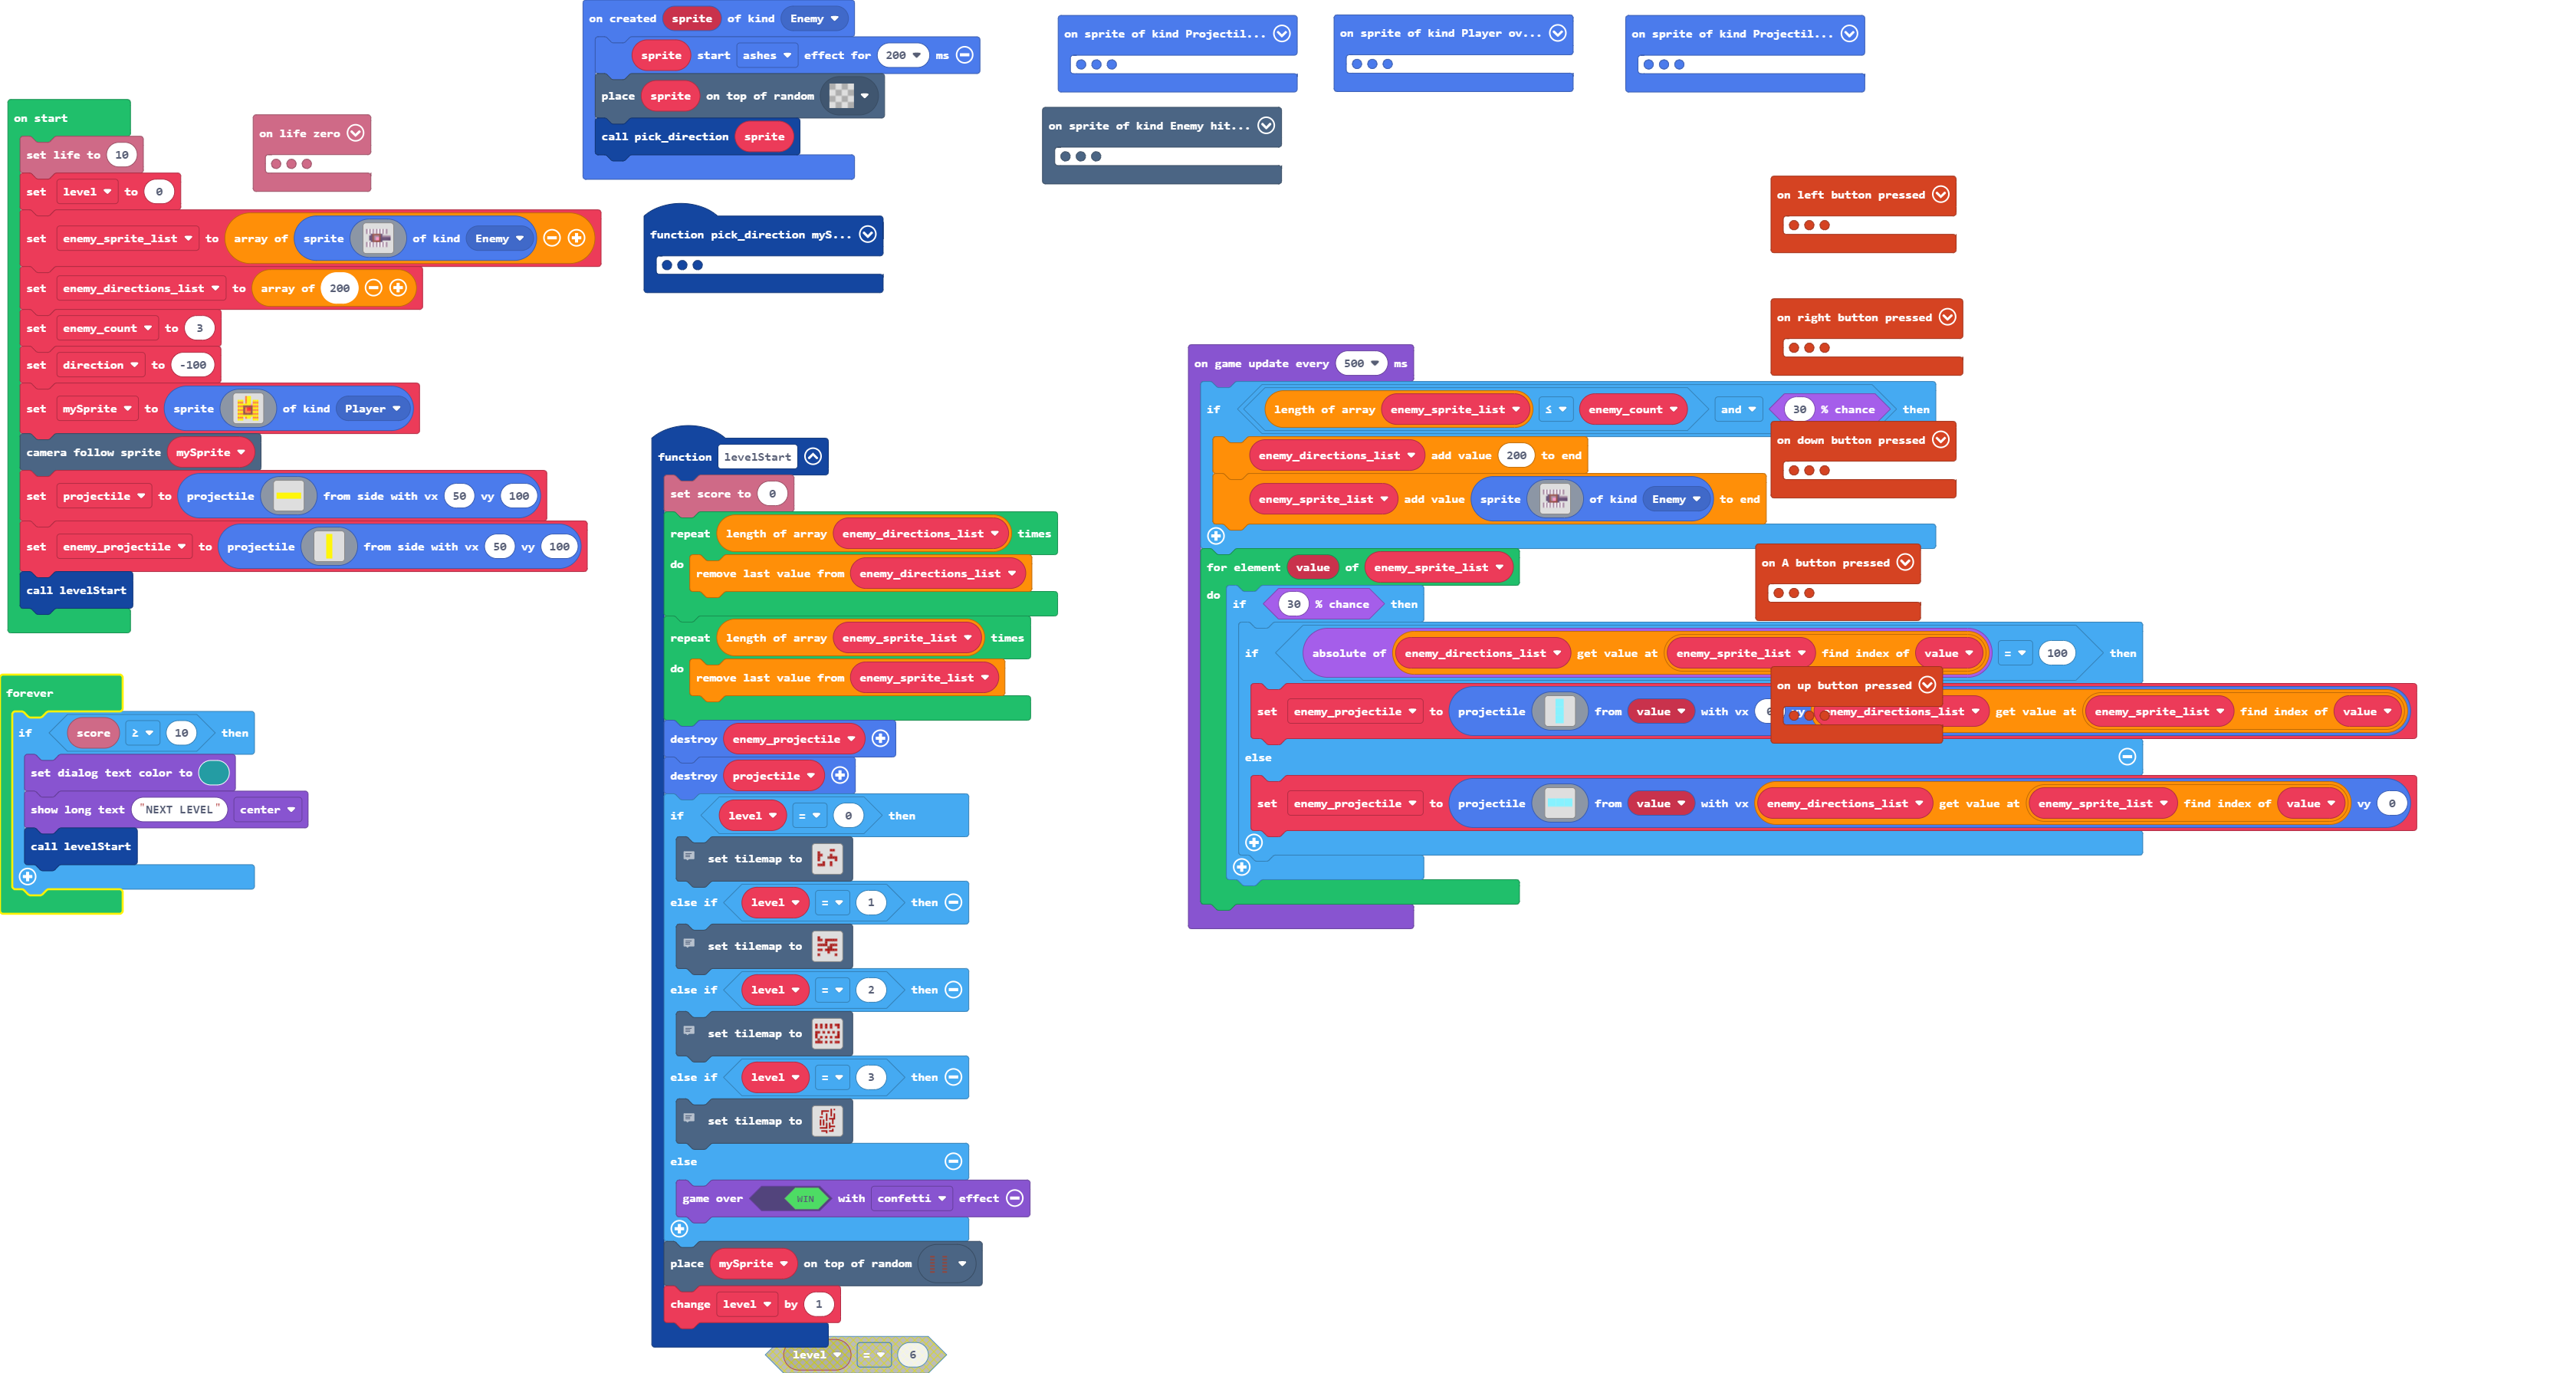 on start
set life to 10
set level to 0
set enemy_sprite_list to array of sprite of kind Enemy
set enemy_directions_list to array of 200
set enemy_count to 3
set direction to -100
set mySprite to sprite of kind Player
camera follow sprite mySprite
set projectile to projectile from side with vx 50 vy 100
set enemy_projectile to projectile from side with vx 50 vy 100
call levelStart
on life zero
forever
if score ≥ 10 then
set dialog text color to
show long text "NEXT LEVEL" center
call levelStart
on created sprite of kind Enemy
sprite start ashes effect for 200 ms
place sprite on top of random
call pick_direction sprite
function pick_direction myS...
function levelStart
set score to 0
repeat length of array enemy_directions_list times
do remove last value from enemy_directions_list
repeat length of array enemy_sprite_list times
do remove last value from enemy_sprite_list
destroy enemy_projectile
destroy projectile
if level = 0 then
set tilemap to
else if level = 1 then
set tilemap to
else if level = 2 then
set tilemap to
else if level = 3 then
set tilemap to
else
game over WIN with confetti effect
place mySprite on top of random
change level by 1
level = 6
on sprite of kind Projectil...
on sprite of kind Player ov...
on sprite of kind Projectil...
on sprite of kind Enemy hit...
on left button pressed
on right button pressed
on down button pressed
on A button pressed
on up button pressed
on game update every 500 ms
if length of array enemy_sprite_list ≤ enemy_count and 30 % chance then
enemy_directions_list add value 200 to end
enemy_sprite_list add value sprite of kind Enemy to end
for element value of enemy_sprite_list
do if 30 % chance then
if absolute of enemy_directions_list get value at enemy_sprite_list find index of value = 100 then
set enemy_projectile to projectile from value with vx enemy_directions_list get value at enemy_sprite_list find index of value
else
set enemy_projectile to projectile from value with vx enemy_directions_list get value at enemy_sprite_list find index of value vy 0